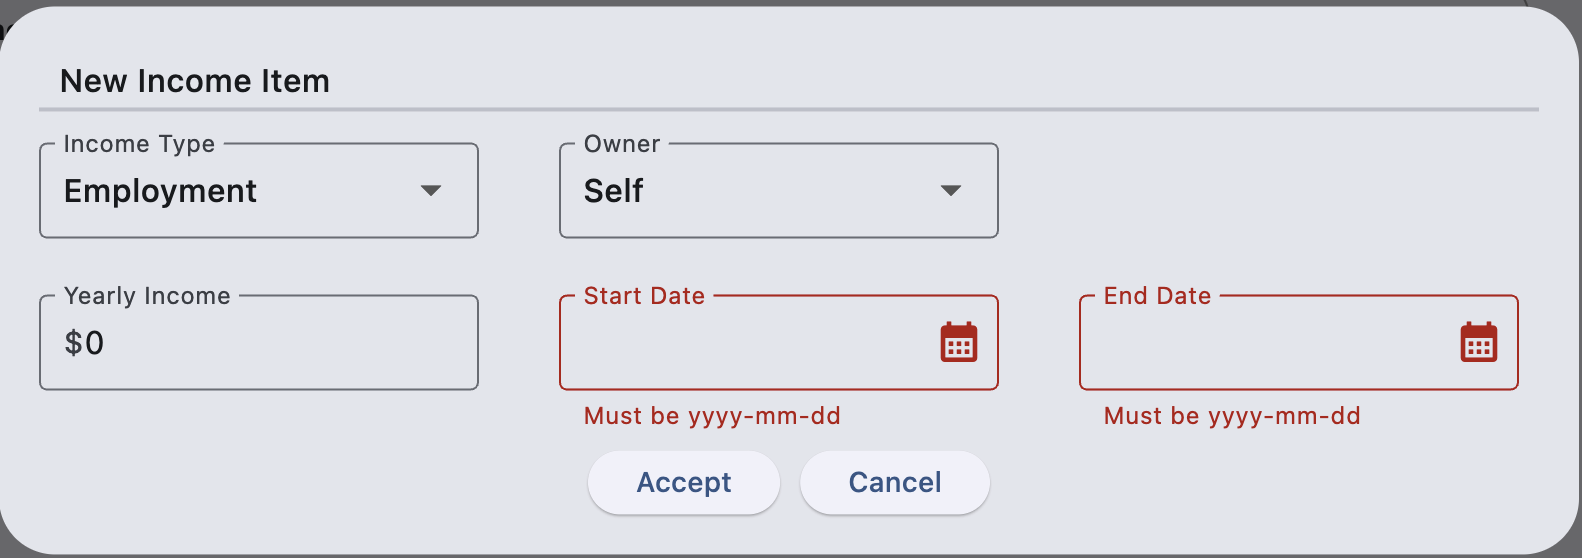 New Income Item
Income Type
Employment
Owner
Self
Yearly Income
$0
Start Date
Must be yyyy-mm-dd
End Date
Must be yyyy-mm-dd
Accept
Cancel